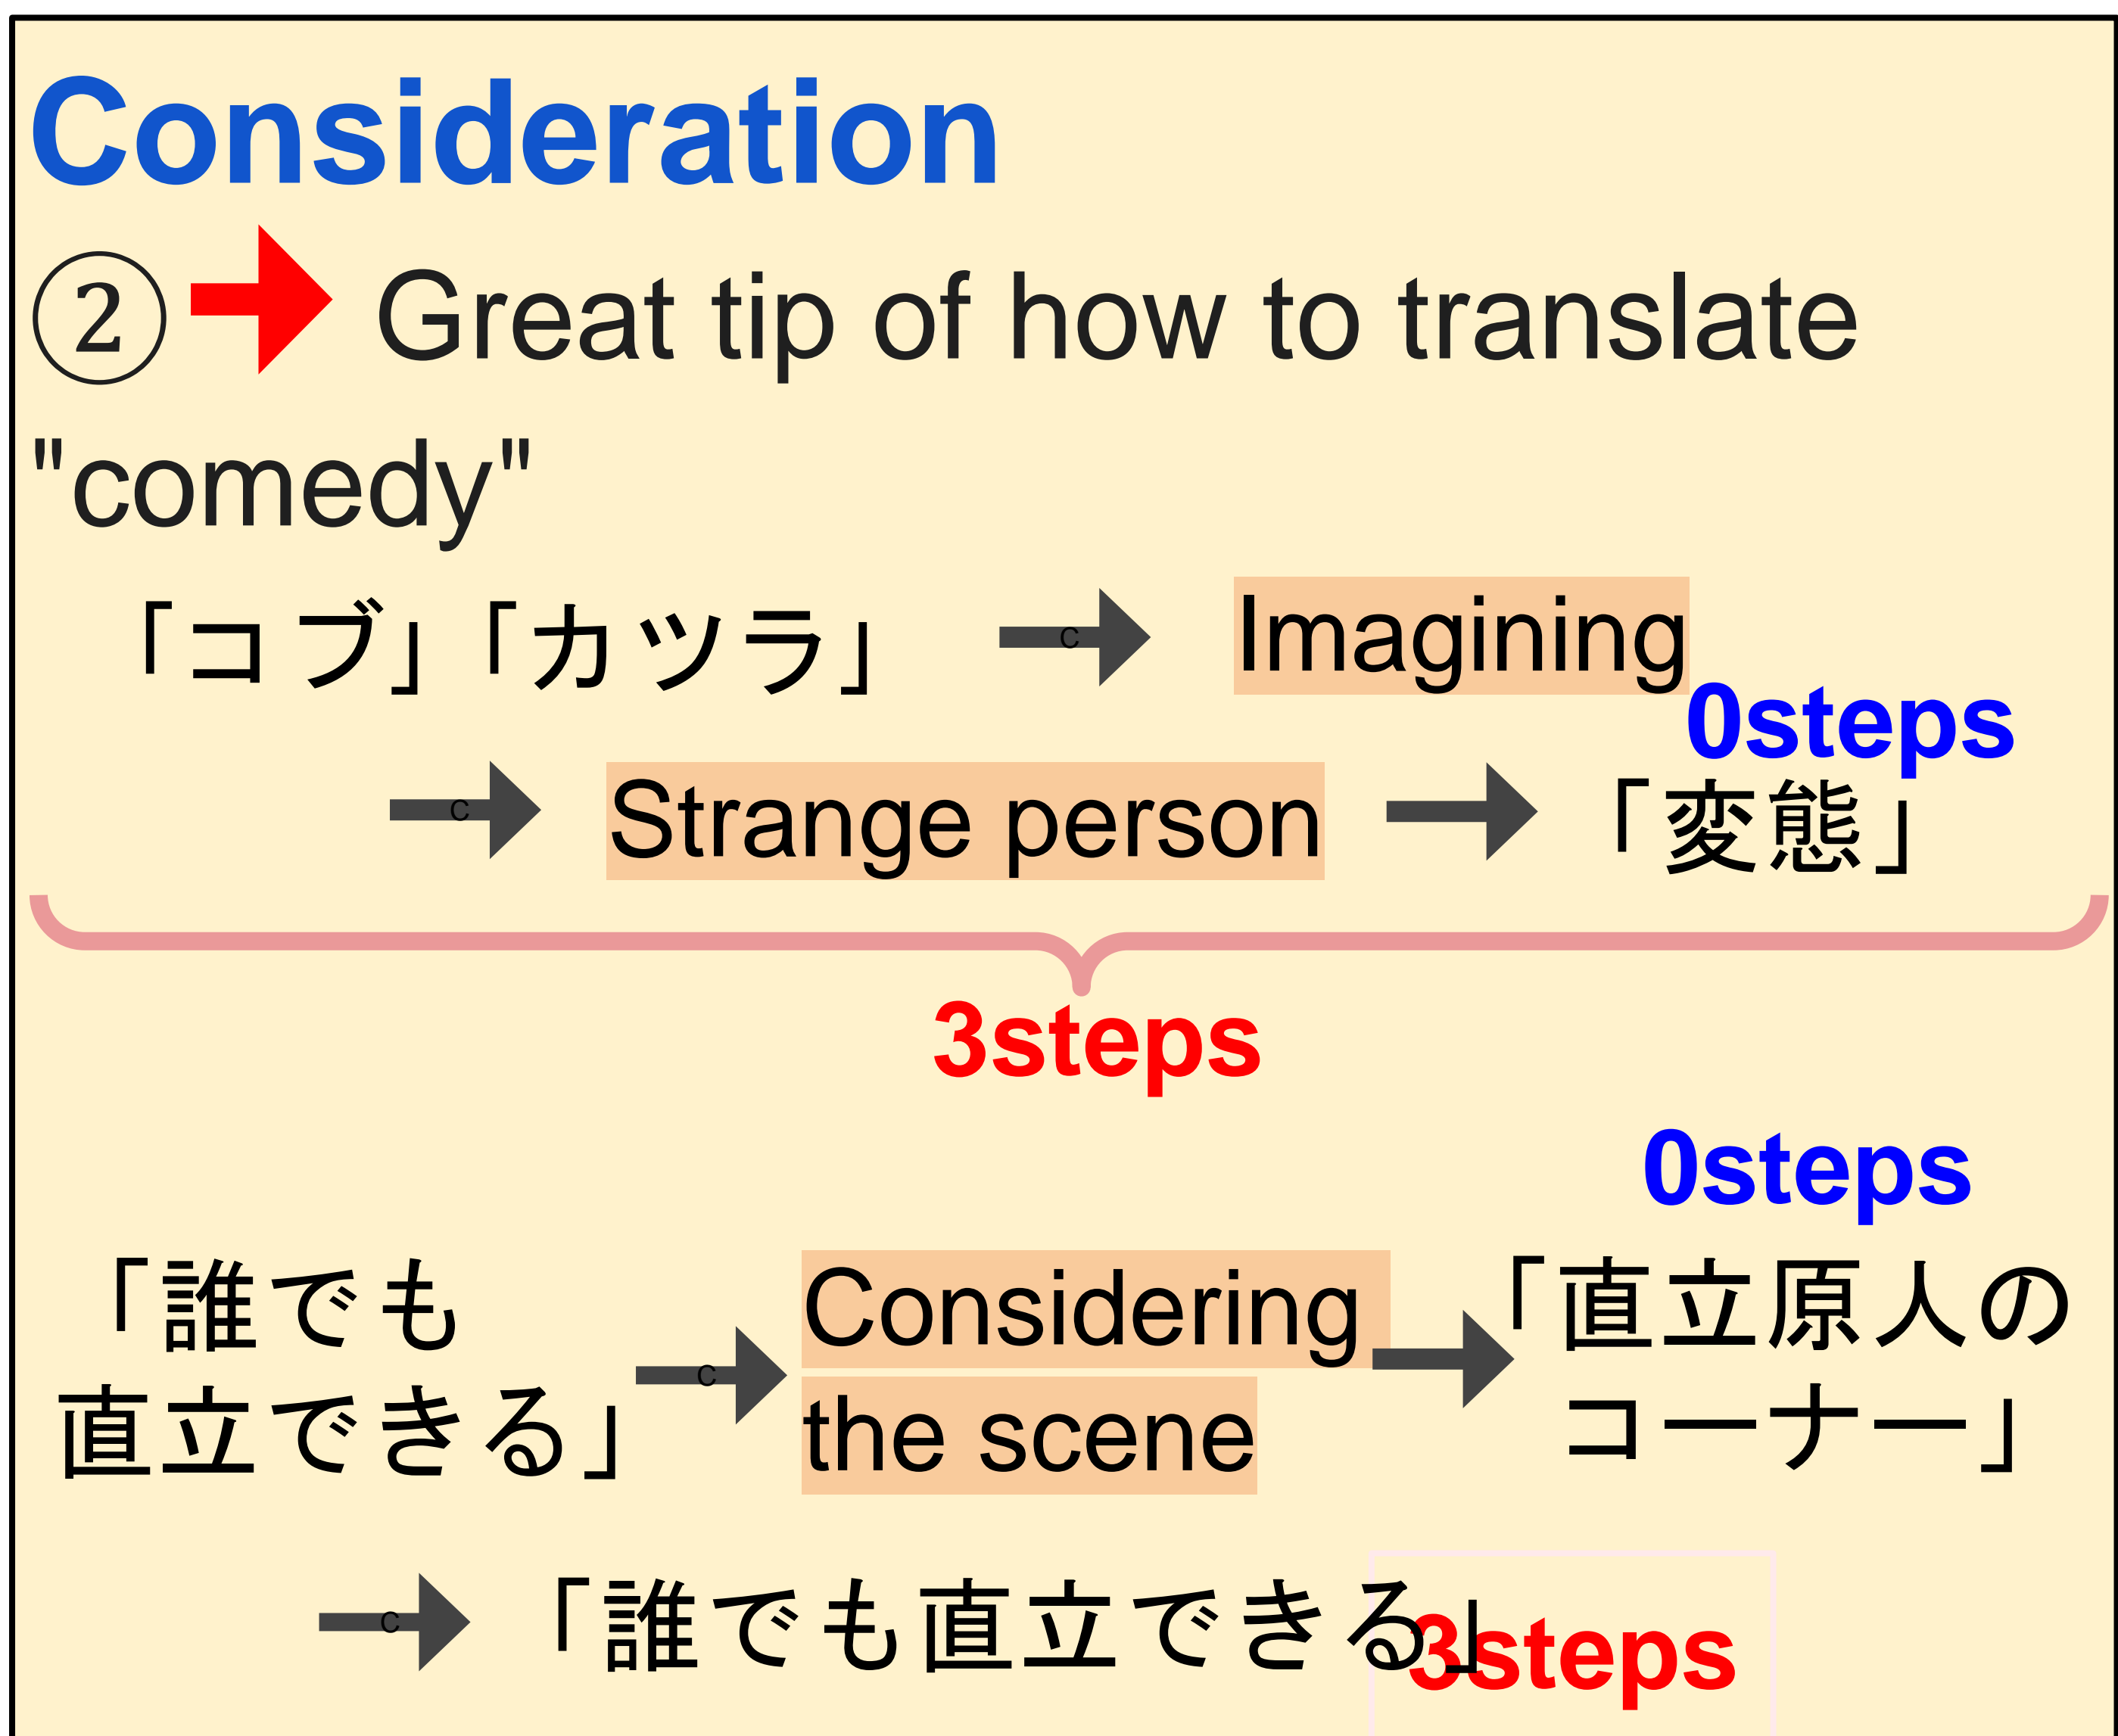 Consideration
② Great tip of how to translate
"comedy"
「コブ」「カツラ」 C Imagining
0steps
C Strange person 「変態」
3steps
0steps
「誰でも
直立できる」
C
Considering
the scene
「直立原人の
コーナー」
C 「誰でも直立できる」
3steps